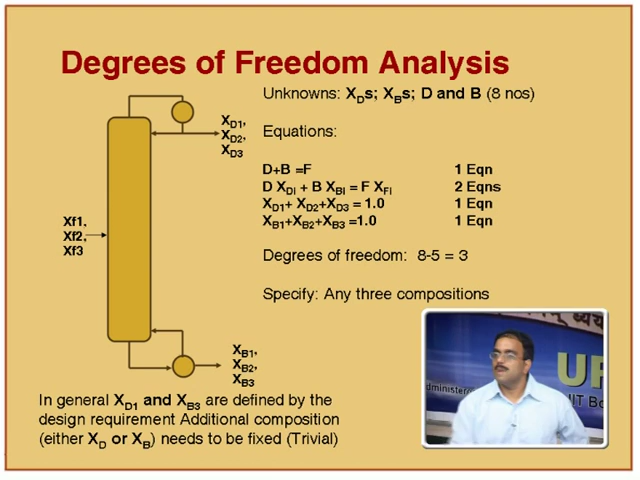 Degrees of Freedom Analysis
Unknowns: XDs; XBs; D and B (8 nos)
XD1,
XD2,
XD3
Equations:
D+B =F 1 Eqn
D XDi + B XBi = F XFi 2 Eqns
XD1+ XD2+XD3 = 1.0 1 Eqn
XB1+XB2+XB3 =1.0 1 Eqn
Xf1,
Xf2,
Xf3
Degrees of freedom: 8-5 = 3
Specify: Any three compositions
XB1,
XB2,
XB3
In general XD1 and XB3 are defined by the
design requirement Additional composition
(either XD or XB) needs to be fixed (Trivial)